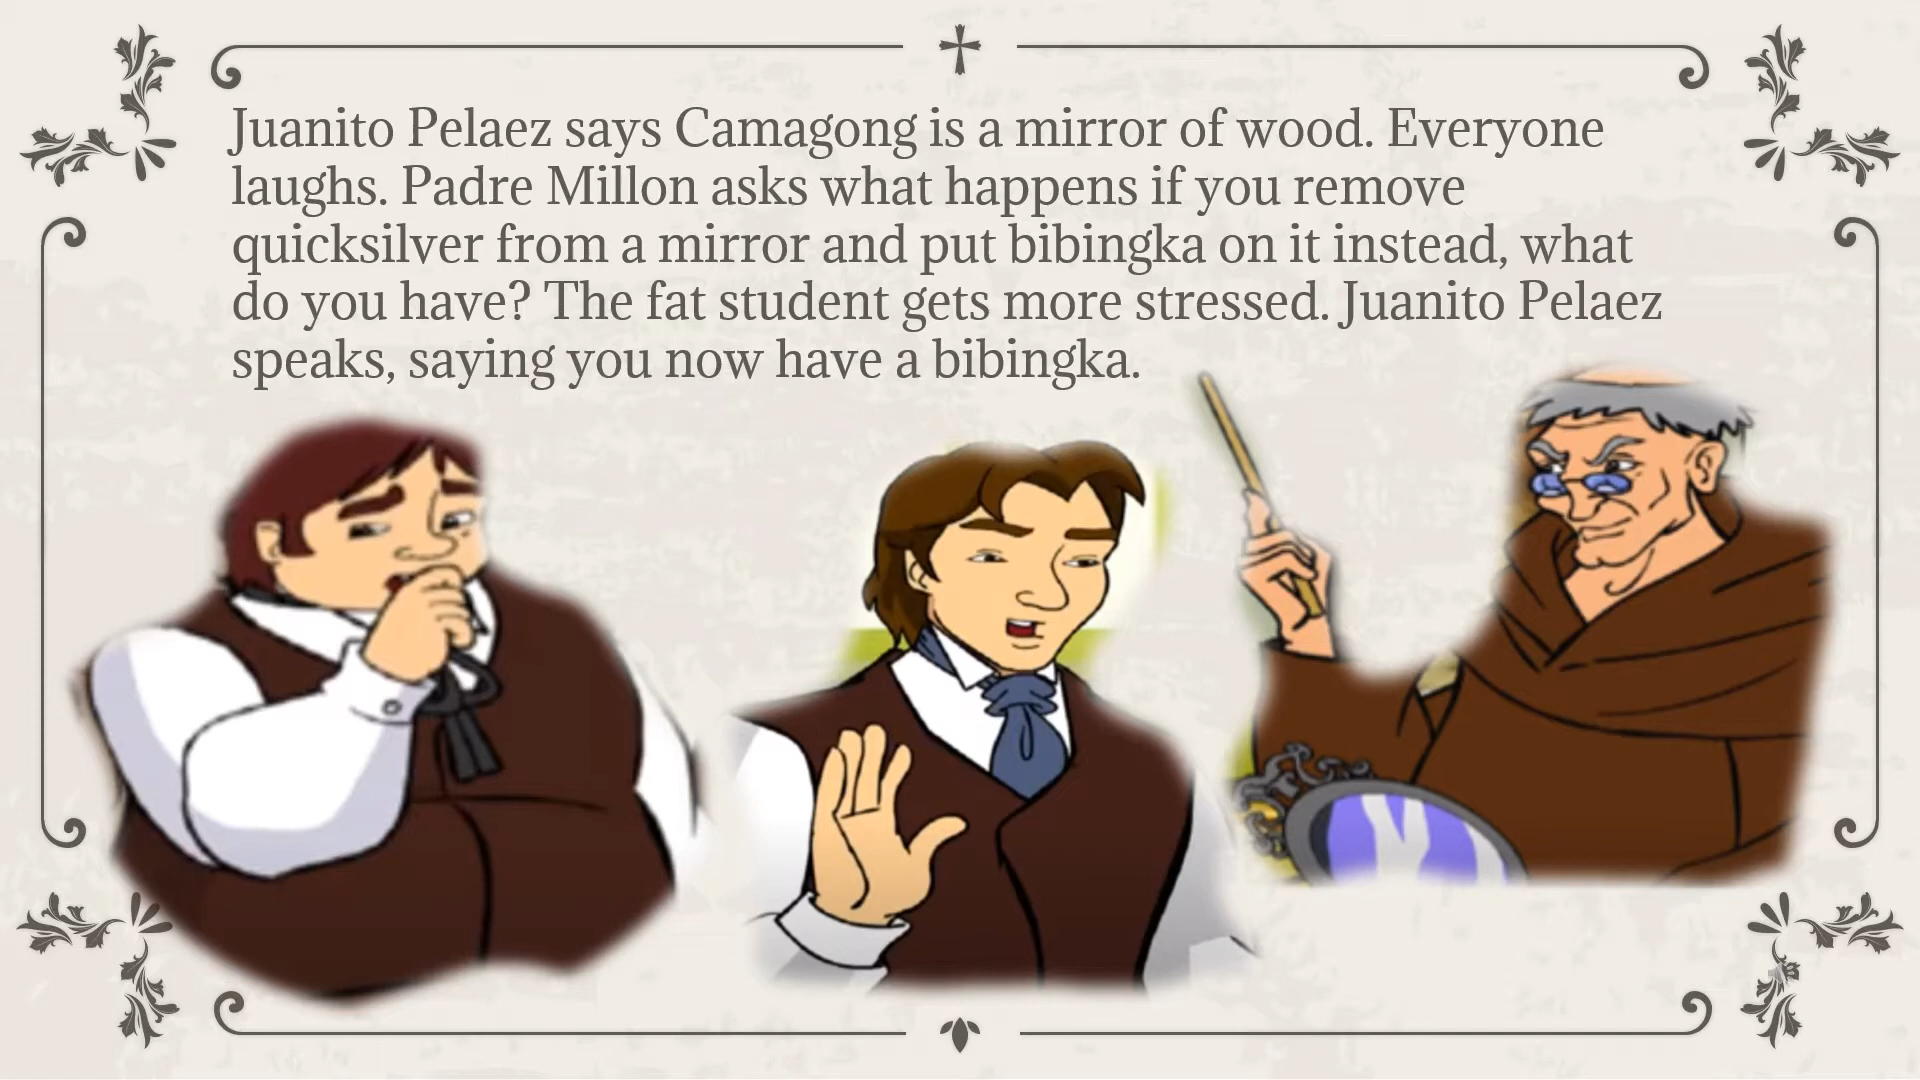 Juanito Pelaez says Camagong is a mirror of wood. Everyone
laughs. Padre Millon asks what happens if you remove
quicksilver from a mirror and put bibingka on it instead, what
do you have? The fat student gets more stressed. Juanito Pelaez
speaks, saying you now have a bibingka.